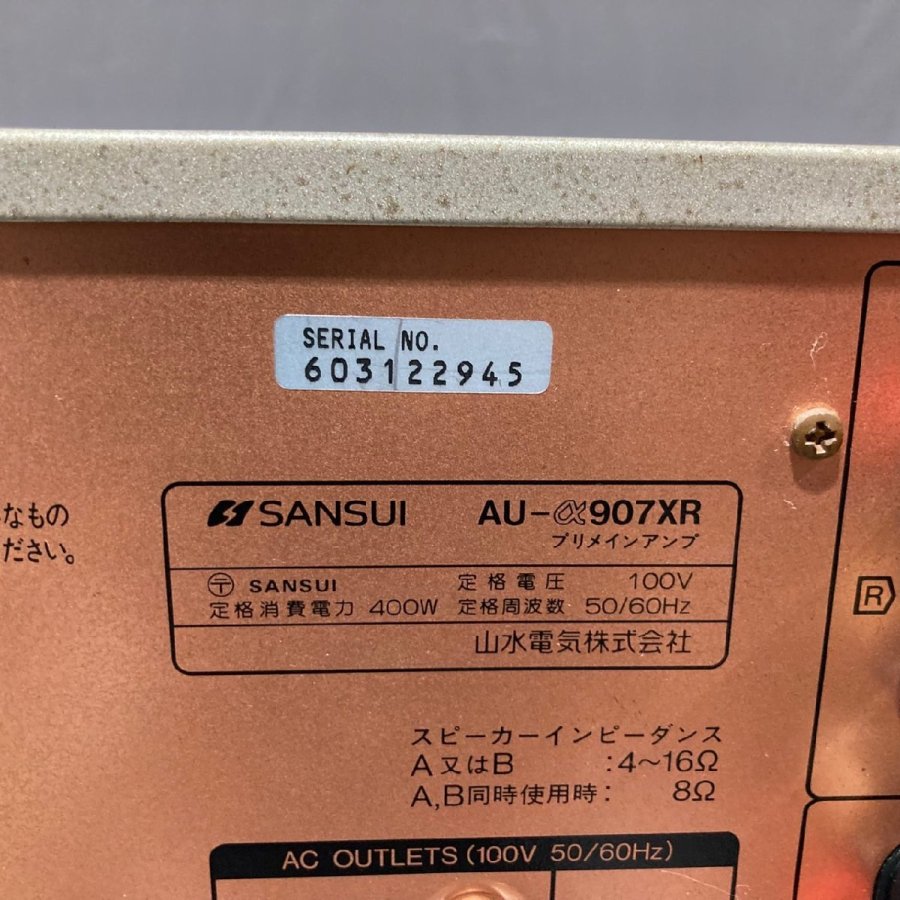 SERIAL NO.
603122945
なもの
ださい。
SANSUI AU-α907XR
プリメインアンプ
〒 SANSUI 定格電圧 100V
定格消費電力 400W 定格周波数 50/60Hz
山水電気株式会社
R
スピーカーインピーダンス
A又はB :4~16Ω
A,B同時使用時: 8Ω
AC OUTLETS (100V 50/60Hz)